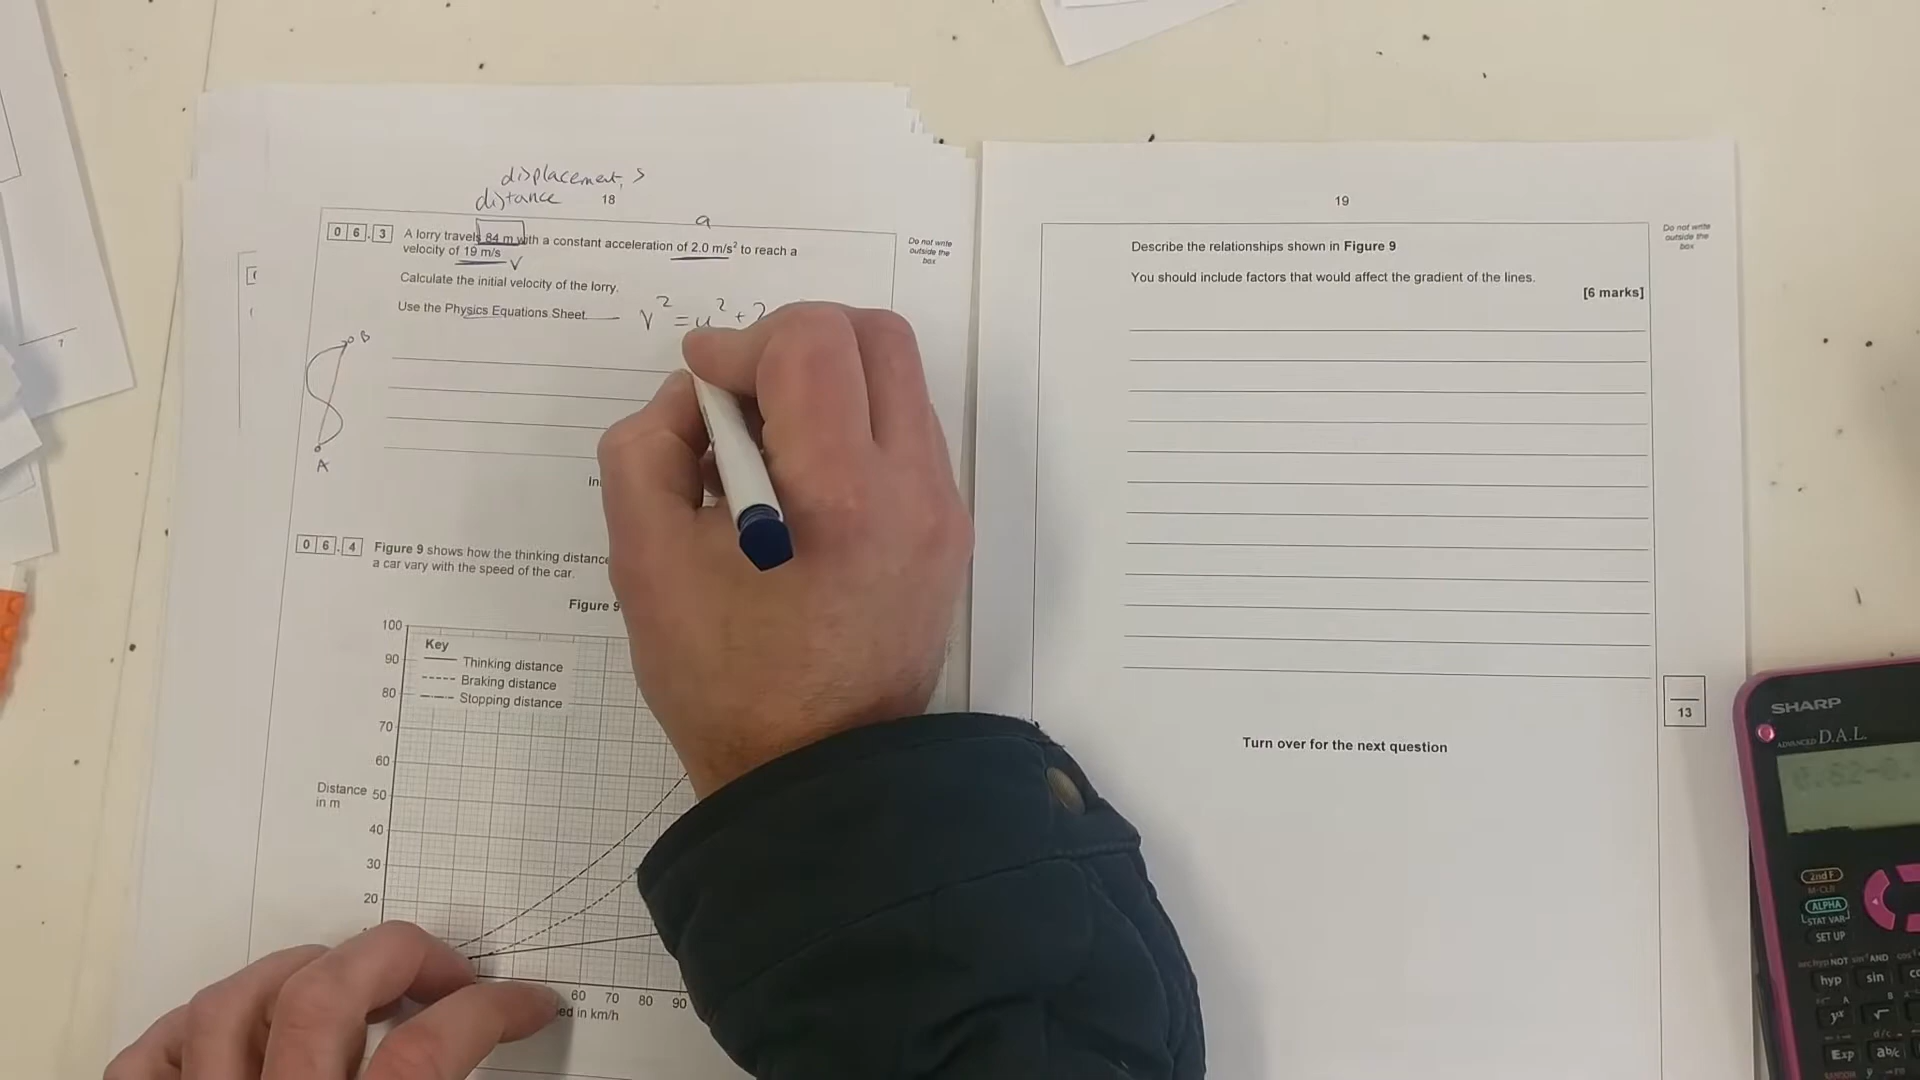 displacement, s
distance
18
a
0 6 . 3
A lorry travels 84 m with a constant acceleration of 2.0 m/s² to reach a
velocity of 19 m/s
v
Do not write
outside the
box
Calculate the initial velocity of the lorry.
Use the Physics Equations Sheet.
v² = u² + 2
B
A
0 6 . 4
Figure 9 shows how the thinking distance
a car vary with the speed of the car.
Figure 9
Key
Thinking distance
Braking distance
Stopping distance
100
90
80
70
60
50
40
30
20
Distance
in m
60 70 80 90
ed in km/h
19
Do not write
outside the
box
Describe the relationships shown in Figure 9
You should include factors that would affect the gradient of the lines.
[6 marks]
13
Turn over for the next question
SHARP
ADVANCED D.A.L.
2nd F
M-CLR
ALPHA
STAT VAR
SET UP
hyp
sin
Exp
ab/c